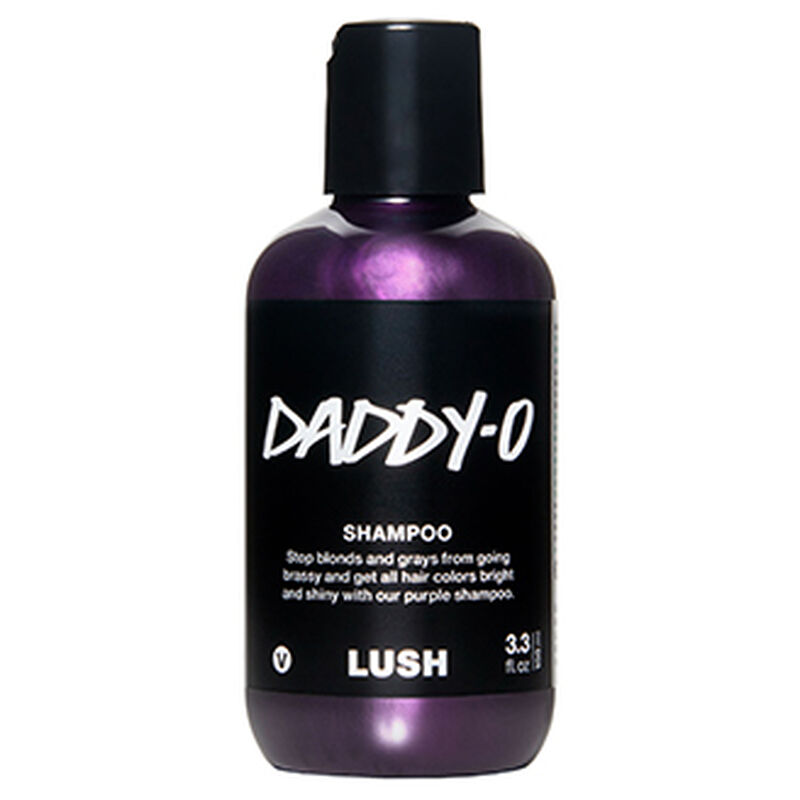 DADDY-O
SHAMPOO
Stop blonds and grays from going
brassy and get all hair colors bright
and shiny with our purple shampoo.
V
LUSH
3.3
fl. oz